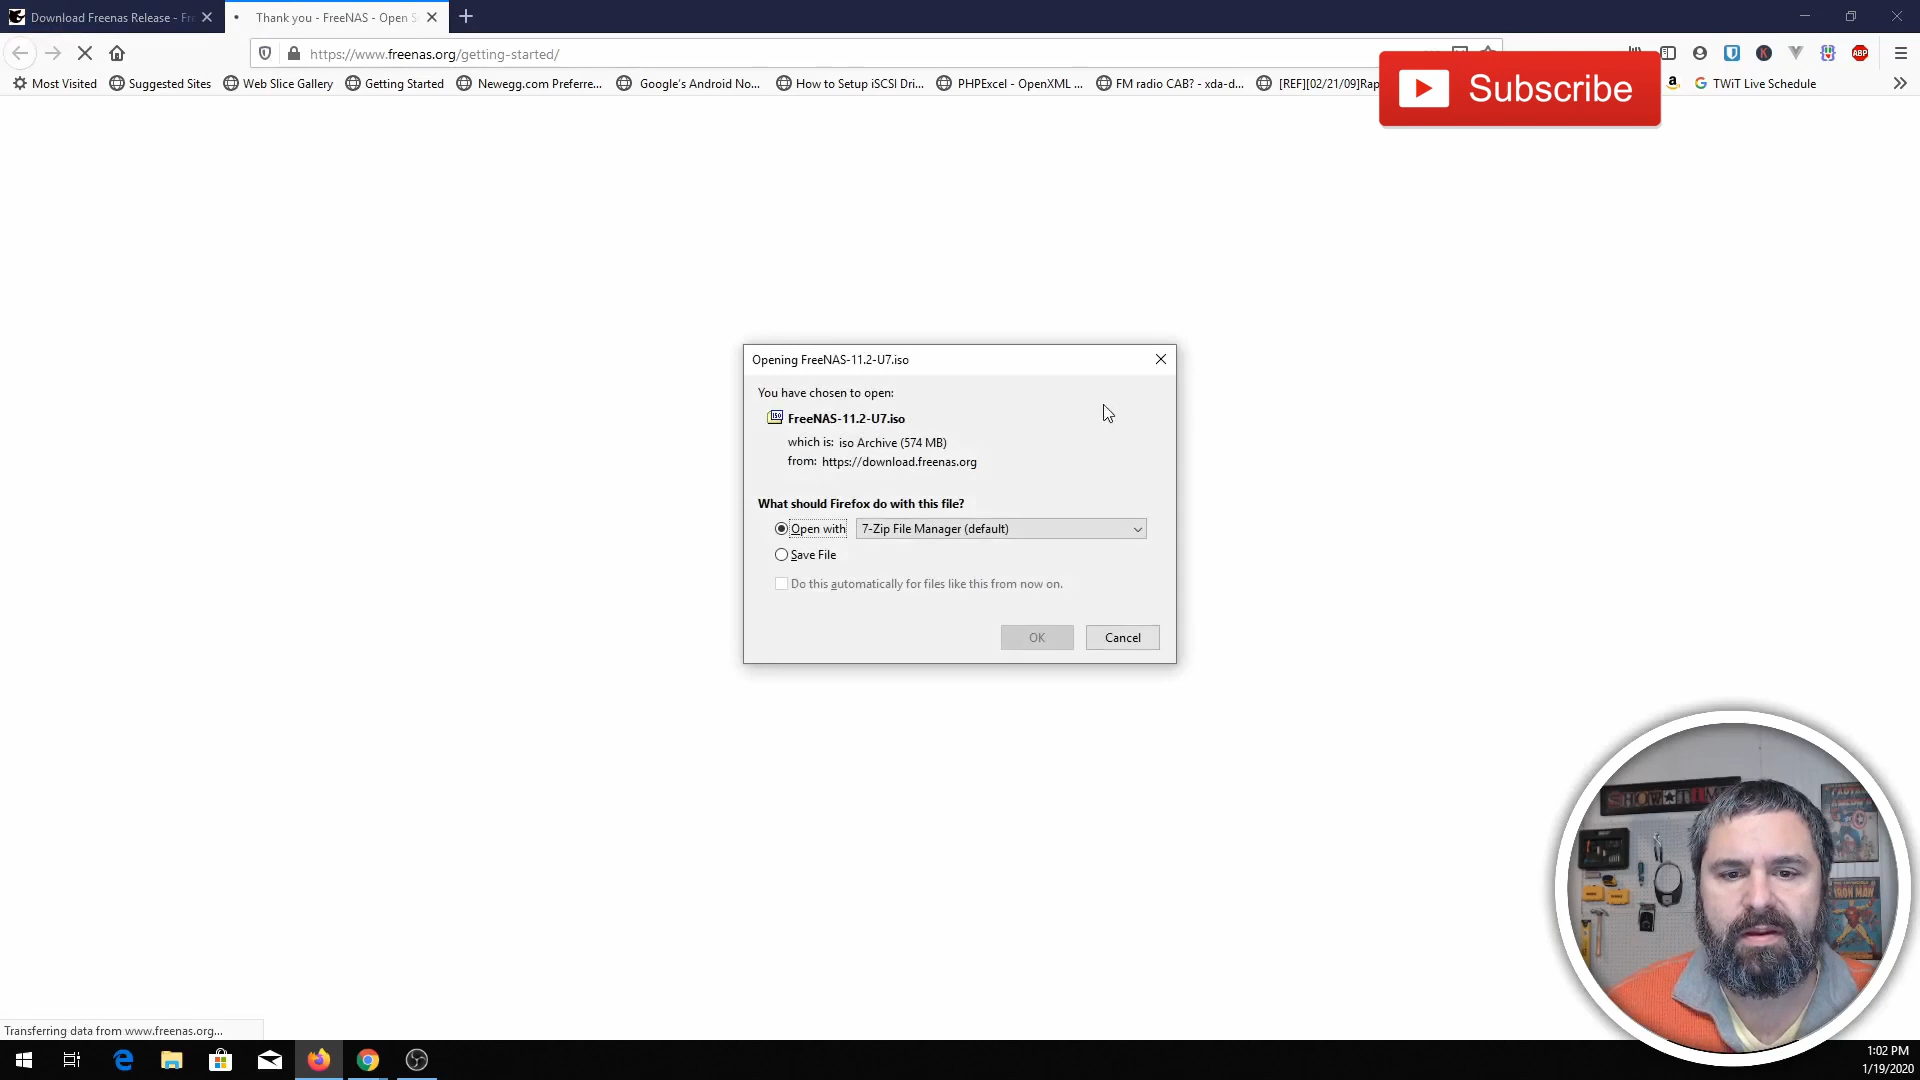 Download Freenas Release - Fr
Thank you - FreeNAS - Open S
https://www.freenas.org/getting-started/
Most Visited
Suggested Sites
Web Slice Gallery
Getting Started
Newegg.com Preferre...
Google's Android No...
How to Setup iSCSI Dri...
PHPExcel - OpenXML ...
FM radio CAB? - xda-d...
[REF][02/21/09]Rap
TWiT Live Schedule
ABP
Subscribe
Opening FreeNAS-11.2-U7.iso
You have chosen to open:
FreeNAS-11.2-U7.iso
which is: iso Archive (574 MB)
from: https://download.freenas.org
What should Firefox do with this file?
Open with
7-Zip File Manager (default)
Save File
Do this automatically for files like this from now on.
OK
Cancel
SHOW TIM
CAPTAIN
IRON MAN
Transferring data from www.freenas.org...
1:02 PM
1/19/2020